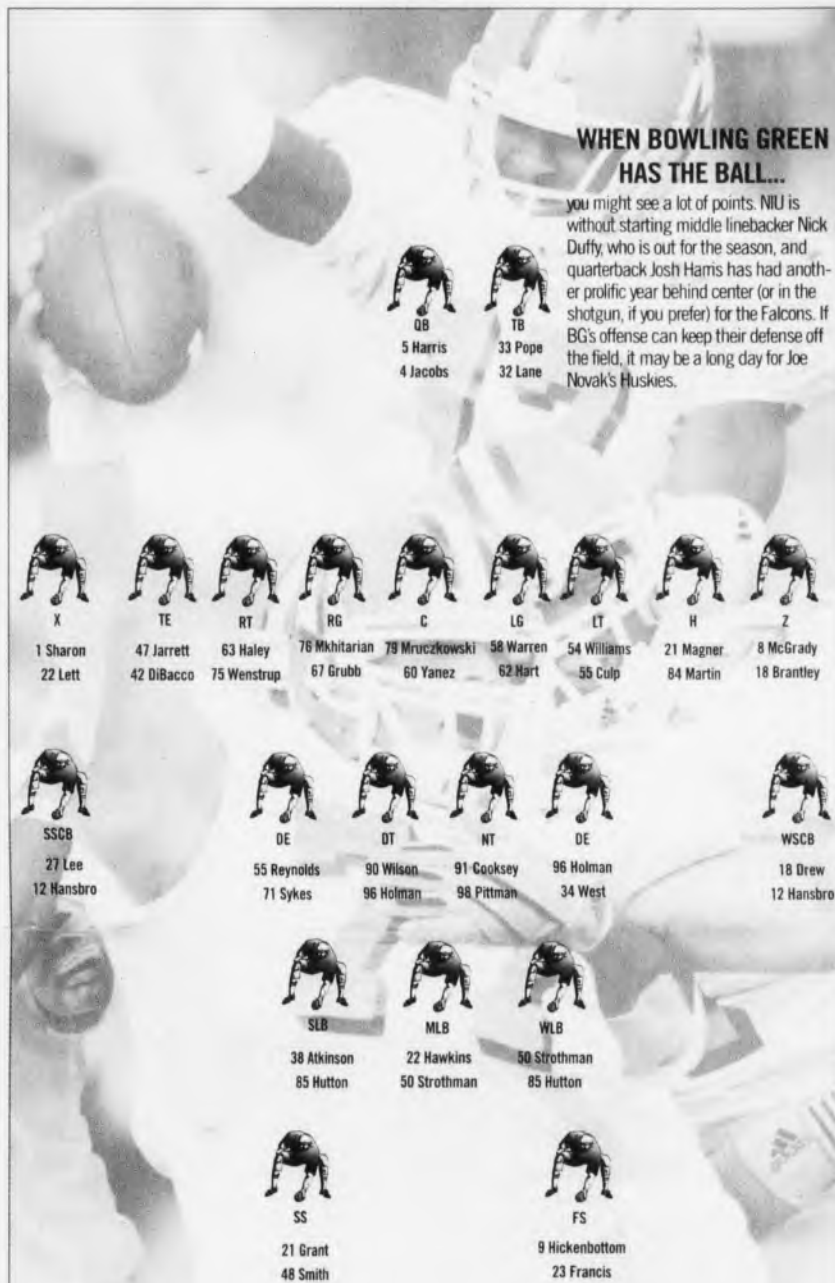 WHEN BOWLING GREEN
HAS THE BALL...
you might see a lot of points. NIU is
without starting middle linebacker Nick
Duffy, who is out for the season, and
quarterback Josh Harris has had anoth-
er prolific year behind center (or in the
shotgun, if you prefer) for the Falcons. If
BG's offense can keep their defense off
the field, it may be a long day for Joe
Novak's Huskies.
QB TB
5 Harris 33 Pope
4 Jacobs 32 Lane
X TE RT RG C LG LT H Z
1 Sharon 47 Jarrett 63 Haley 76 Mkhitarian 79 Mruczkowski 58 Warren 54 Williams 21 Magner 8 McGrady
22 Lett 42 DiBacco 75 Wenstrup 67 Grubb 60 Yanez 62 Hart 55 Culp 84 Martin 18 Brantley
SSCB DE DT NT DE WSCB
27 Lee 55 Reynolds 90 Wilson 91 Cooksey 96 Holman 18 Drew
12 Hansbro 71 Sykes 96 Holman 98 Pittman 34 West 12 Hansbro
SLB MLB WLB
38 Atkinson 22 Hawkins 50 Strothman
85 Hutton 50 Strothman 85 Hutton
SS FS
21 Grant 9 Hickenbottom
48 Smith 23 Francis